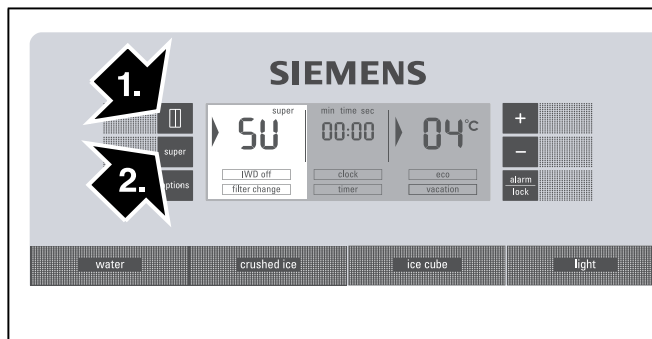 SIEMENS
1.
2.
super
options
super
SU
IWD off
filter change
min time sec
00:00
clock
timer
04°C
eco
vacation
+
−
alarm
lock
water
crushed ice
ice cube
light